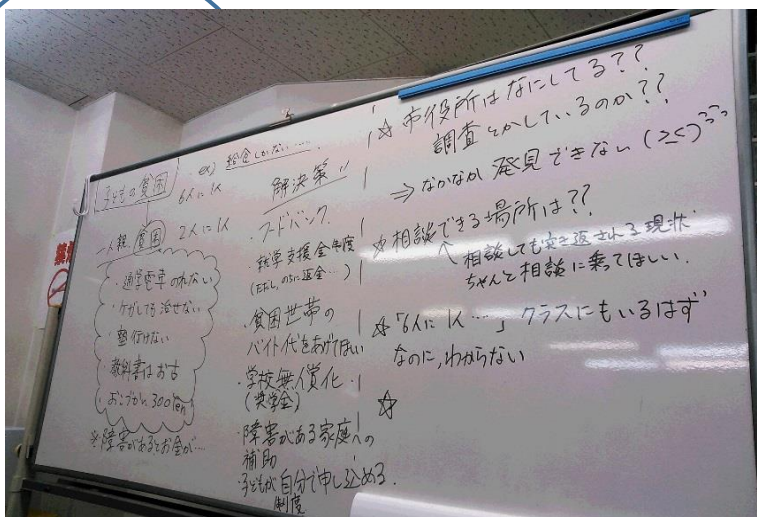 子どもの貧困
6人に1人
ex) 給食しかない……
一人親 貧困 2人に1人
・通学電車のれない
・ケガしても治せない
・塾行けない
・教科書はお古
・おこづかい300円
※障害があるとお金が…
解決策!!
・フードバンク
・就学支援金制度
(ただし、のちに返金…)
・貧困世帯の
バイト代をあげてほしい
・学校無償化
(奨学金)
・障害がある家庭への
補助
・子どもが自分で申し込める
制度
☆市役所はなにしてる??
調査とかしているのか??
⇒なかなか発見できない(><)
☆相談できる場所は??
相談しても突き返される現状
ちゃんと相談に乗ってほしい.
☆「6人に1人…」クラスにもいるはず
なのに,わからない
☆